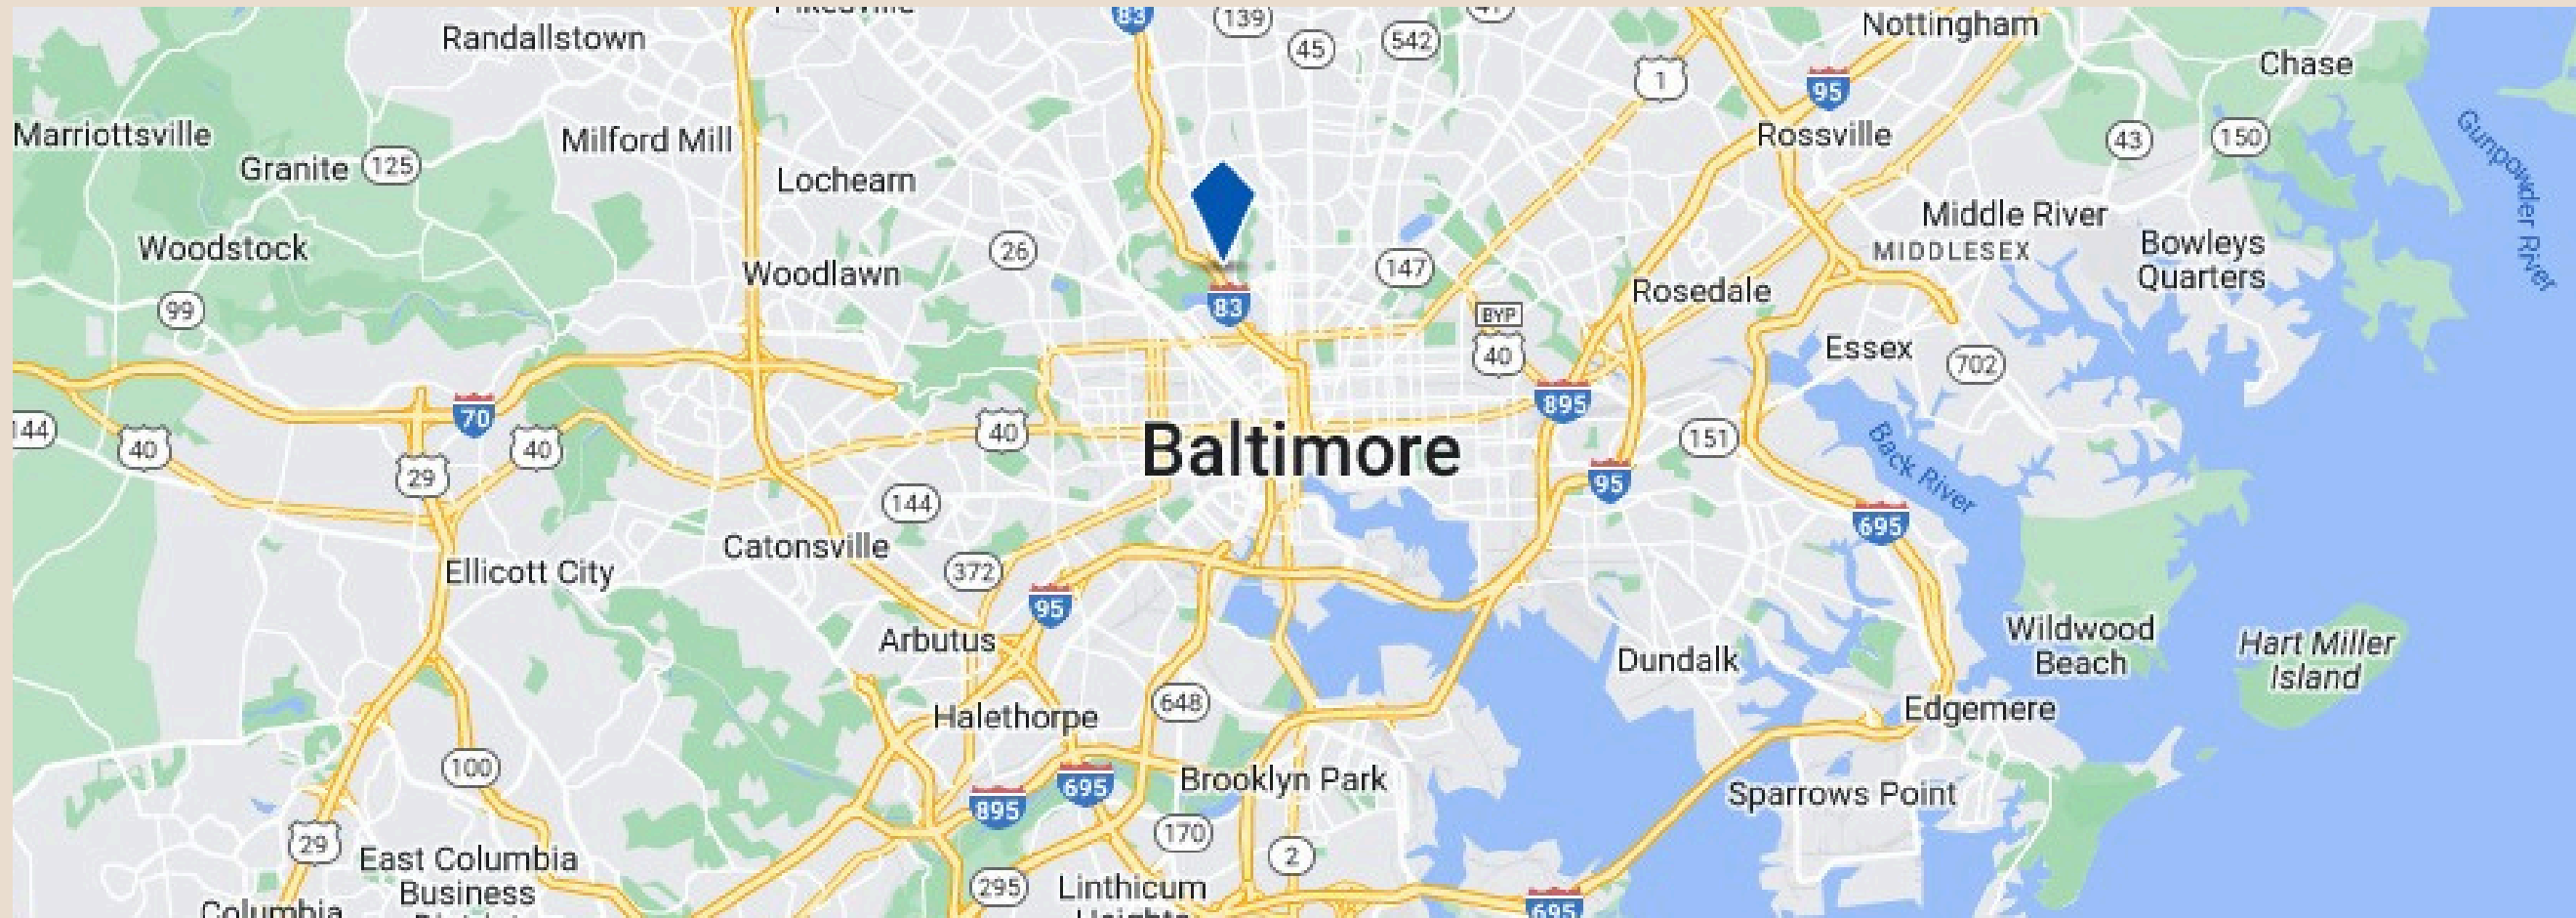 Pikesville
83
139
45
542
41
Nottingham
Randallstown
1
95
Chase
Marriottsville
Milford Mill
Rossville
43
150
Gunpowder River
Granite
125
Lochearn
Middle River
MIDDLESEX
Bowleys
Quarters
Woodstock
26
147
Woodlawn
Rosedale
99
83
BYP
40
Essex
702
895
70
144
40
40
40
29
Baltimore
151
Back River
95
144
695
Catonsville
372
Ellicott City
95
Arbutus
Wildwood
Beach
Hart Miller
Island
Dundalk
648
Halethorpe
Edgemere
100
695
Brooklyn Park
895
Sparrows Point
170
29
2
East Columbia
Business
District
295
Linthicum
Heights
695
Columbia